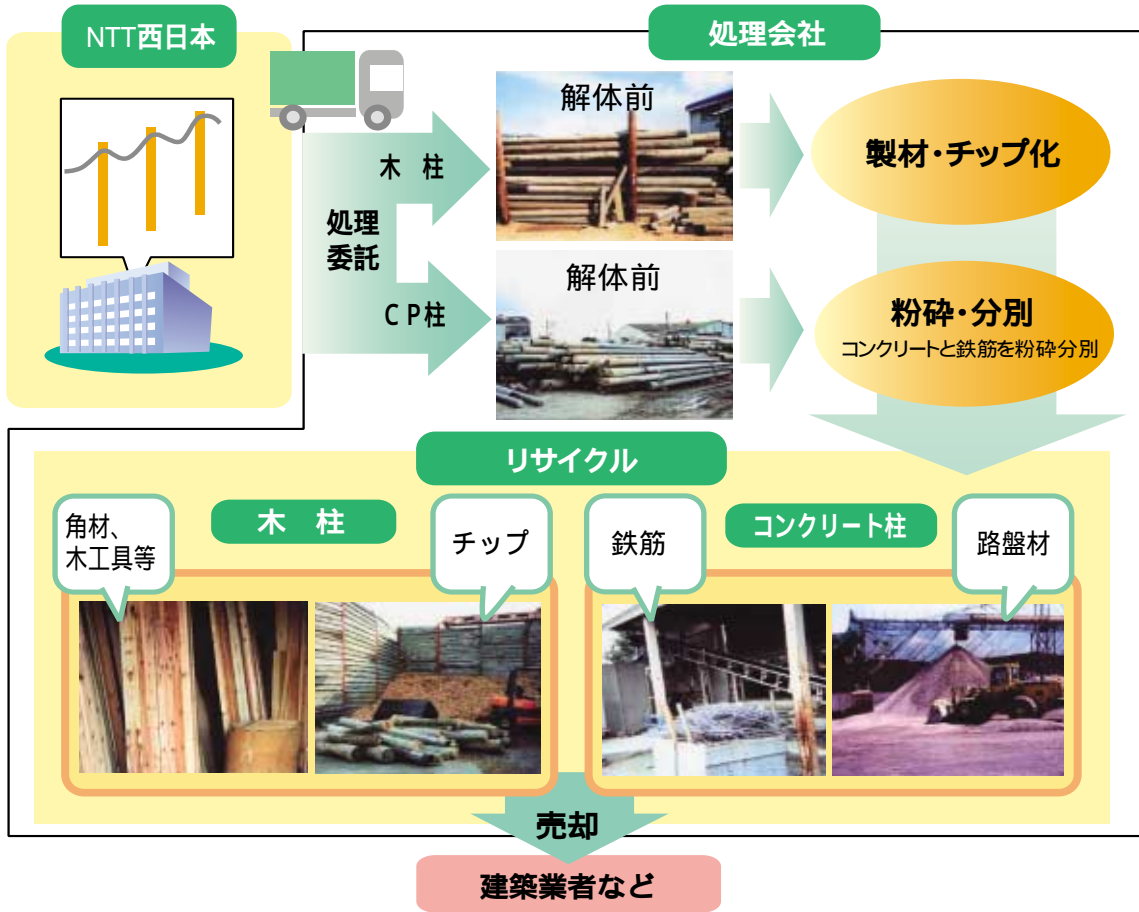 NTT西日本
処理会社
解体前
木 柱
製材・チップ化
処理
委託
解体前
CP柱
粉砕・分別
コンクリートと鉄筋を粉砕分別
リサイクル
木 柱
コンクリート柱
角材、
木工具等
チップ
鉄筋
路盤材
売却
建築業者など